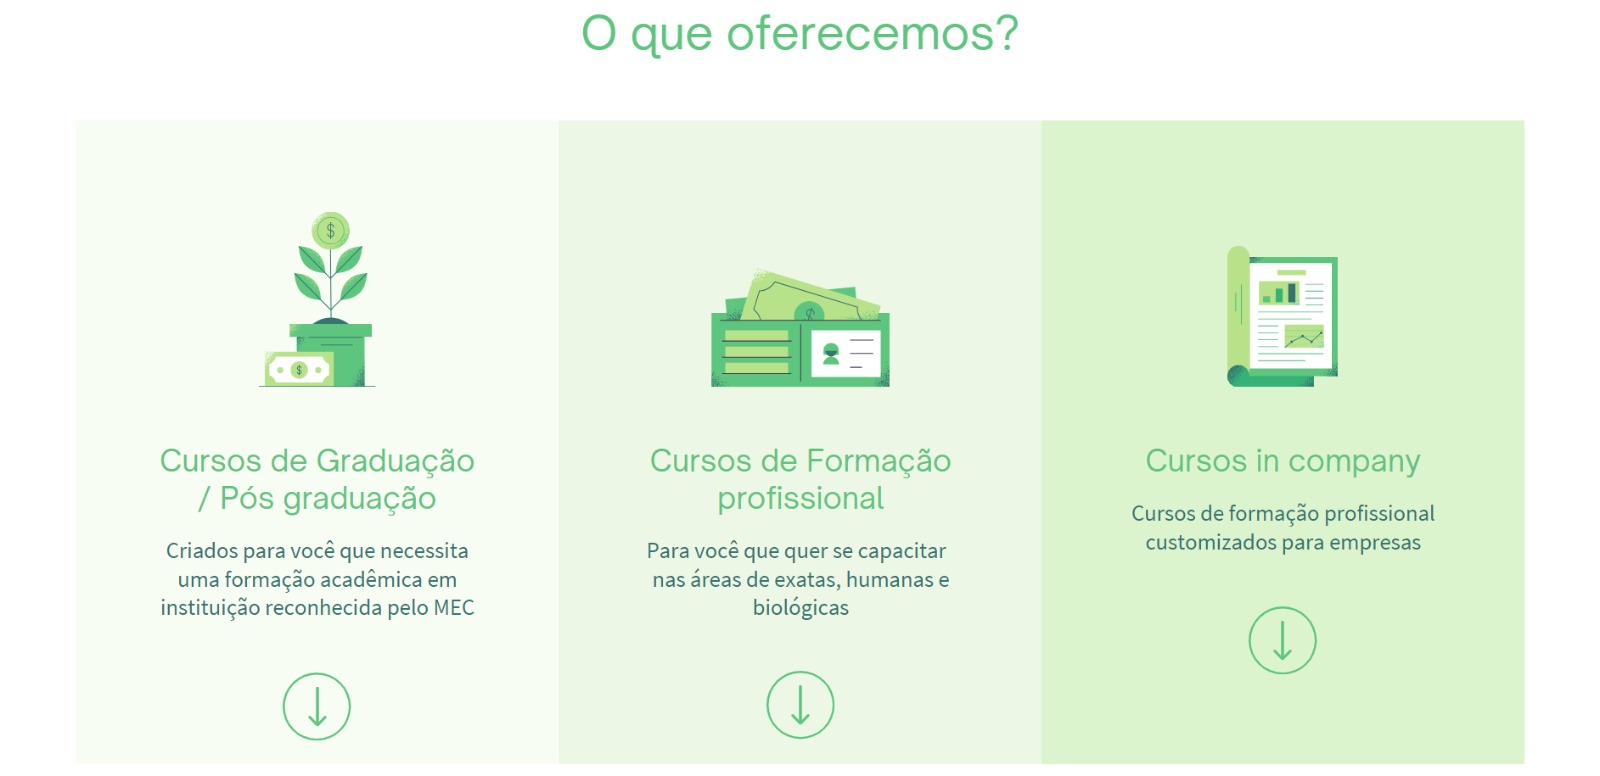 O que oferecemos?
$
$
$
Cursos de Graduação
/ Pós graduação
Criados para você que necessita
uma formação acadêmica em
instituição reconhecida pelo MEC
Cursos de Formação
profissional
Para você que quer se capacitar
nas áreas de exatas, humanas e
biológicas
Cursos in company
Cursos de formação profissional
customizados para empresas